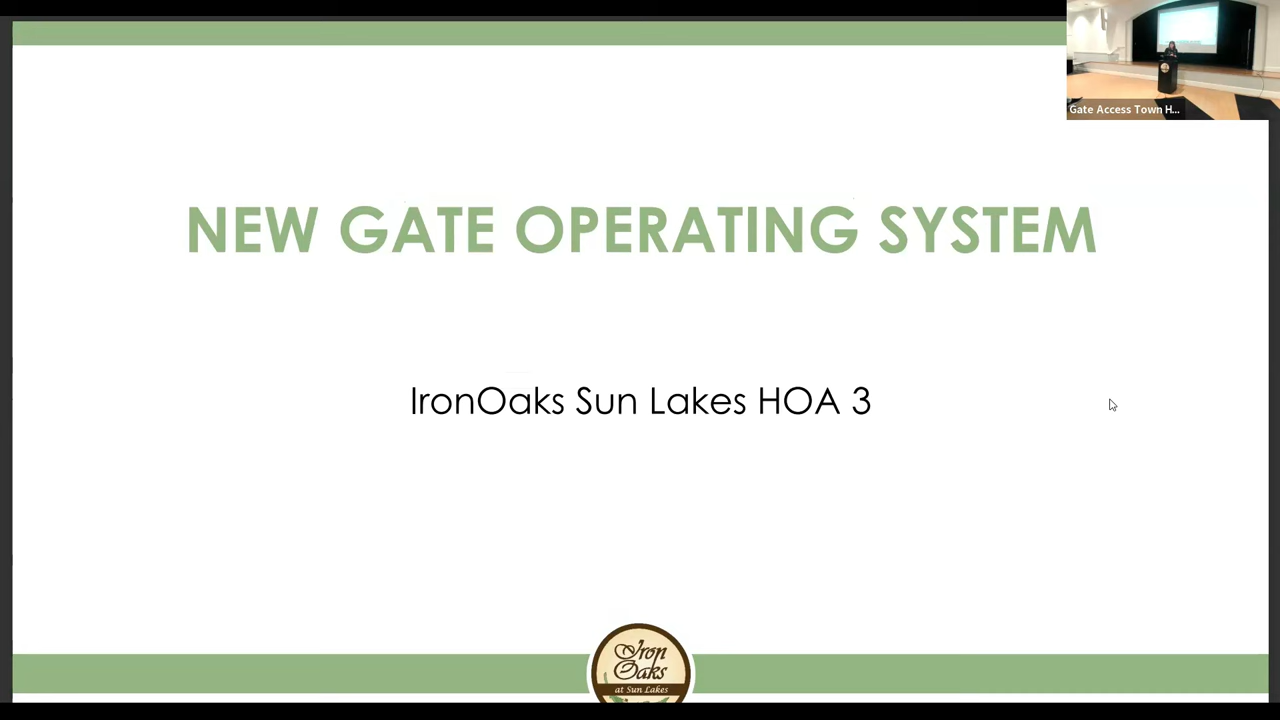 Gate Access Town H...
NEW GATE OPERATING SYSTEM
IronOaks Sun Lakes HOA 3
Iron
Oaks
at Sun Lakes